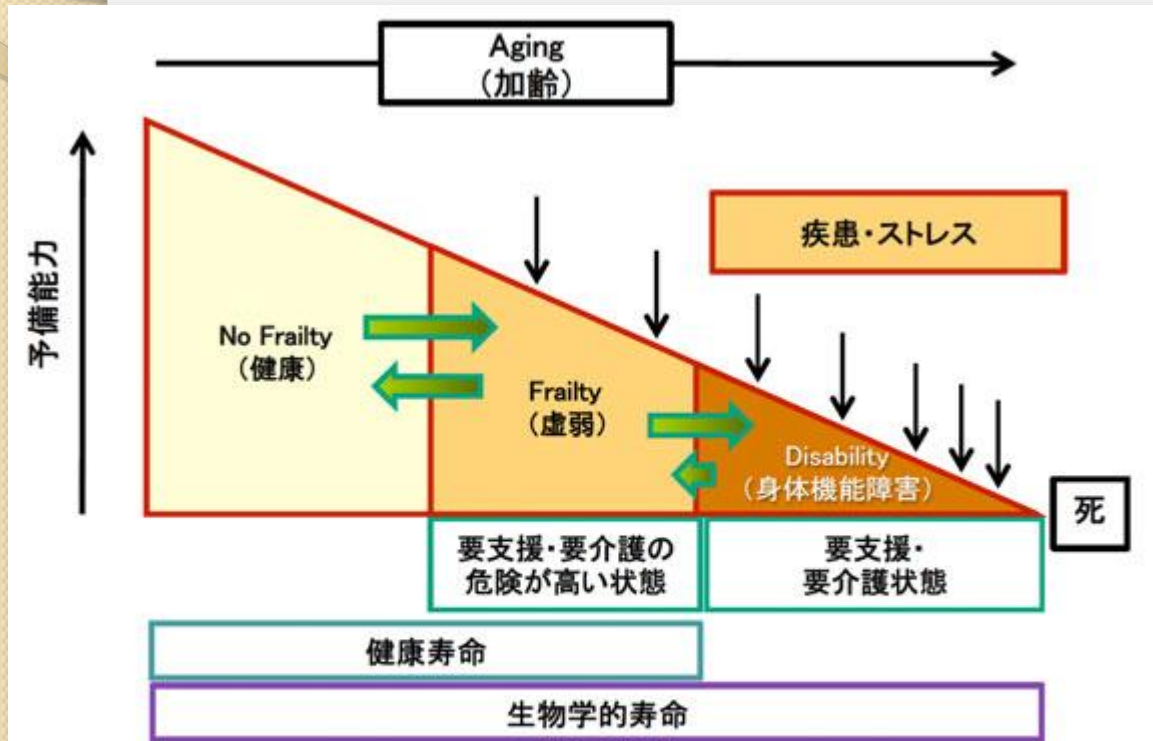 Aging
（加齢）
予備能力
疾患・ストレス
No Frailty
（健康）
Frailty
（虚弱）
Disability
（身体機能障害）
死
要支援・要介護の
危険が高い状態
要支援・
要介護状態
健康寿命
生物学的寿命